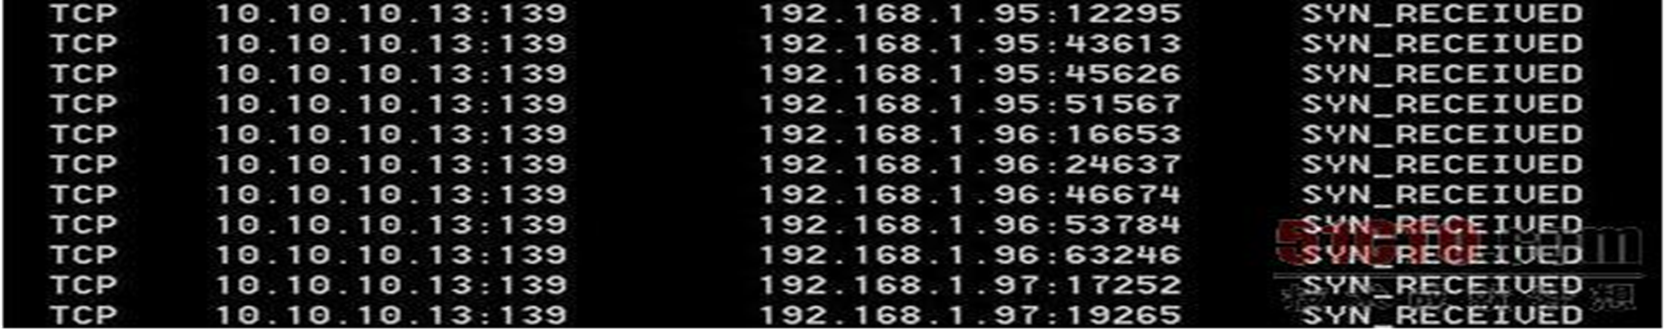 TCP 10.10.10.13:139 192.168.1.95:12295 SYN_RECEIVED
TCP 10.10.10.13:139 192.168.1.95:43613 SYN_RECEIVED
TCP 10.10.10.13:139 192.168.1.95:45626 SYN_RECEIVED
TCP 10.10.10.13:139 192.168.1.95:51567 SYN_RECEIVED
TCP 10.10.10.13:139 192.168.1.96:16653 SYN_RECEIVED
TCP 10.10.10.13:139 192.168.1.96:24637 SYN_RECEIVED
TCP 10.10.10.13:139 192.168.1.96:46674 SYN_RECEIVED
TCP 10.10.10.13:139 192.168.1.96:53784 SYN_RECEIVED
TCP 10.10.10.13:139 192.168.1.96:63246 SYN_RECEIVED
TCP 10.10.10.13:139 192.168.1.97:17252 SYN_RECEIVED
TCP 10.10.10.13:139 192.168.1.97:19265 SYN_RECEIVED
51CTO.com